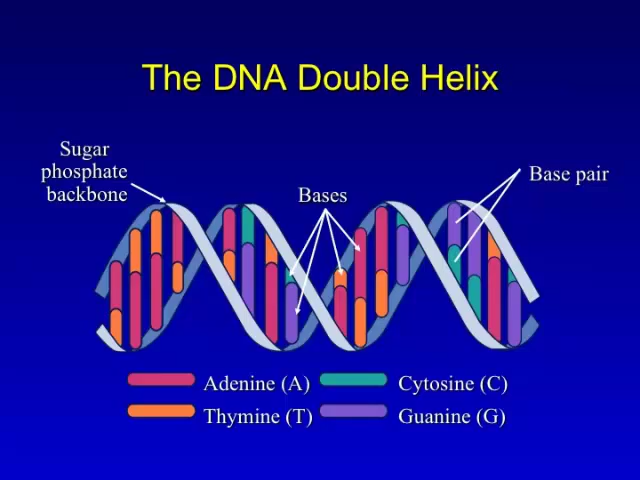 The DNA Double Helix
Sugar
phosphate
backbone
Bases
Base pair
Adenine (A)
Cytosine (C)
Thymine (T)
Guanine (G)